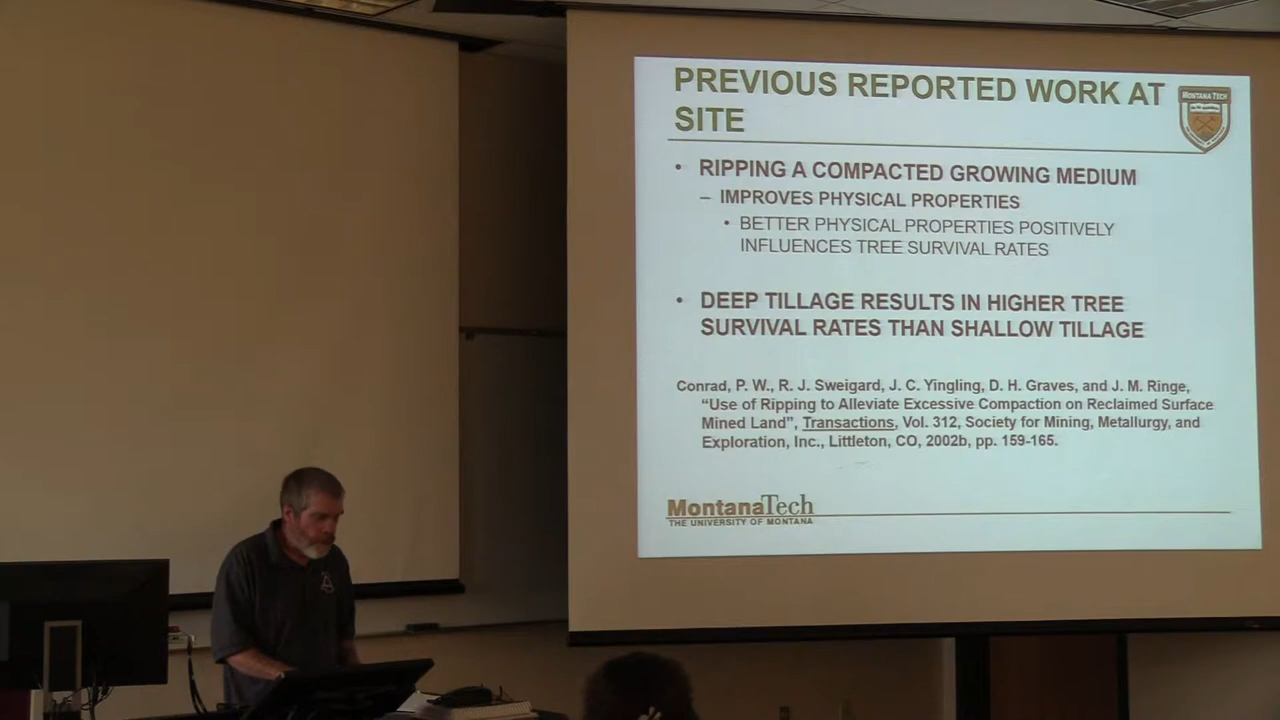 PREVIOUS REPORTED WORK AT
SITE
MONTANA TECH
• RIPPING A COMPACTED GROWING MEDIUM
– IMPROVES PHYSICAL PROPERTIES
• BETTER PHYSICAL PROPERTIES POSITIVELY
INFLUENCES TREE SURVIVAL RATES
• DEEP TILLAGE RESULTS IN HIGHER TREE
SURVIVAL RATES THAN SHALLOW TILLAGE
Conrad, P. W., R. J. Sweigard, J. C. Yingling, D. H. Graves, and J. M. Ringe,
“Use of Ripping to Alleviate Excessive Compaction on Reclaimed Surface
Mined Land”, Transactions, Vol. 312, Society for Mining, Metallurgy, and
Exploration, Inc., Littleton, CO, 2002b, pp. 159-165.
MontanaTech
THE UNIVERSITY OF MONTANA